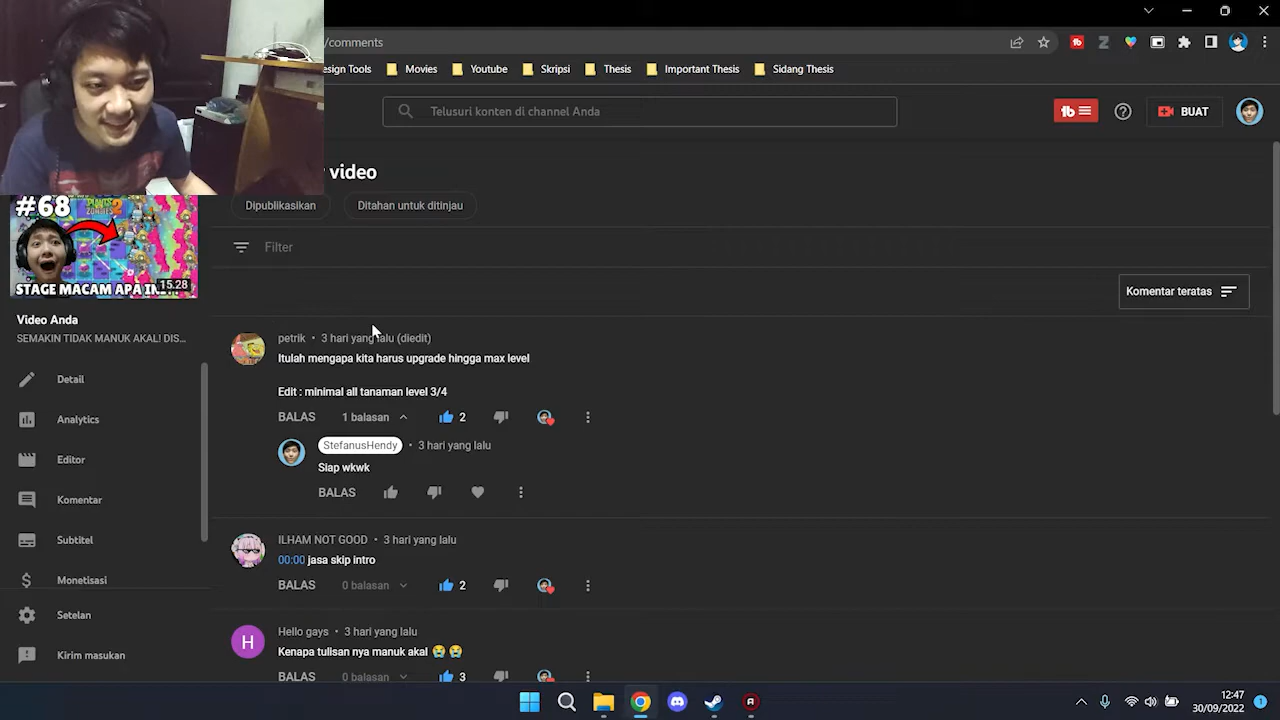 /comments
esign Tools
Movies
Youtube
Skripsi
Thesis
Important Thesis
Sidang Thesis
Telusuri konten di channel Anda
BUAT
video
Dipublikasikan
Ditahan untuk ditinjau
#68
PLANTS
ZOMBIES 2
15.28
STAGE MACAM APA INI
Filter
Komentar teratas
Video Anda
SEMAKIN TIDAK MANUK AKAL! DIS...
Detail
Analytics
Editor
Komentar
Subtitel
Monetisasi
Setelan
Kirim masukan
petrik • 3 hari yang lalu (diedit)
Itulah mengapa kita harus upgrade hingga max level
Edit : minimal all tanaman level 3/4
BALAS 1 balasan 2
StefanusHendy • 3 hari yang lalu
Siap wkwk
BALAS
ILHAM NOT GOOD • 3 hari yang lalu
00:00 jasa skip intro
BALAS 0 balasan 2
H
Hello gays • 3 hari yang lalu
Kenapa tulisan nya manuk akal 😭😭
BALAS 0 balasan 3
12:47
30/09/2022
1